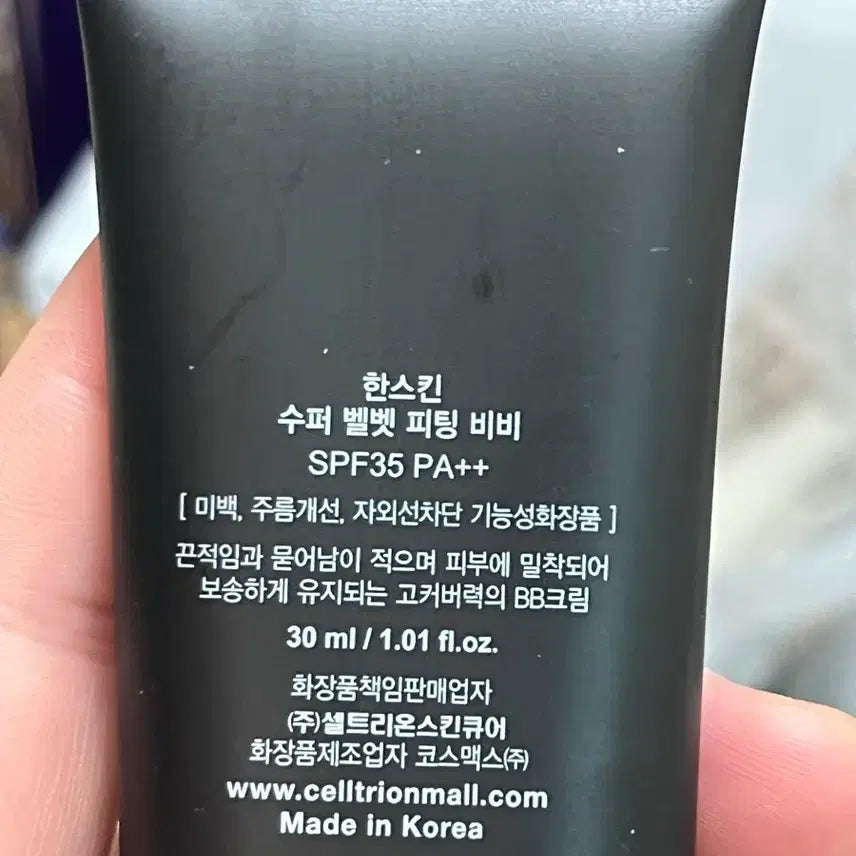 한스킨
수퍼 벨벳 피팅 비비
SPF35 PA++
[ 미백, 주름개선, 자외선차단 기능성화장품 ]
끈적임과 묻어남이 적으며 피부에 밀착되어
보송하게 유지되는 고커버력의 BB크림
30 ml / 1.01 fl.oz.
화장품책임판매업자
(주)셀트리온스킨큐어
화장품제조업자 코스맥스(주)
www.celltrionmall.com
Made in Korea